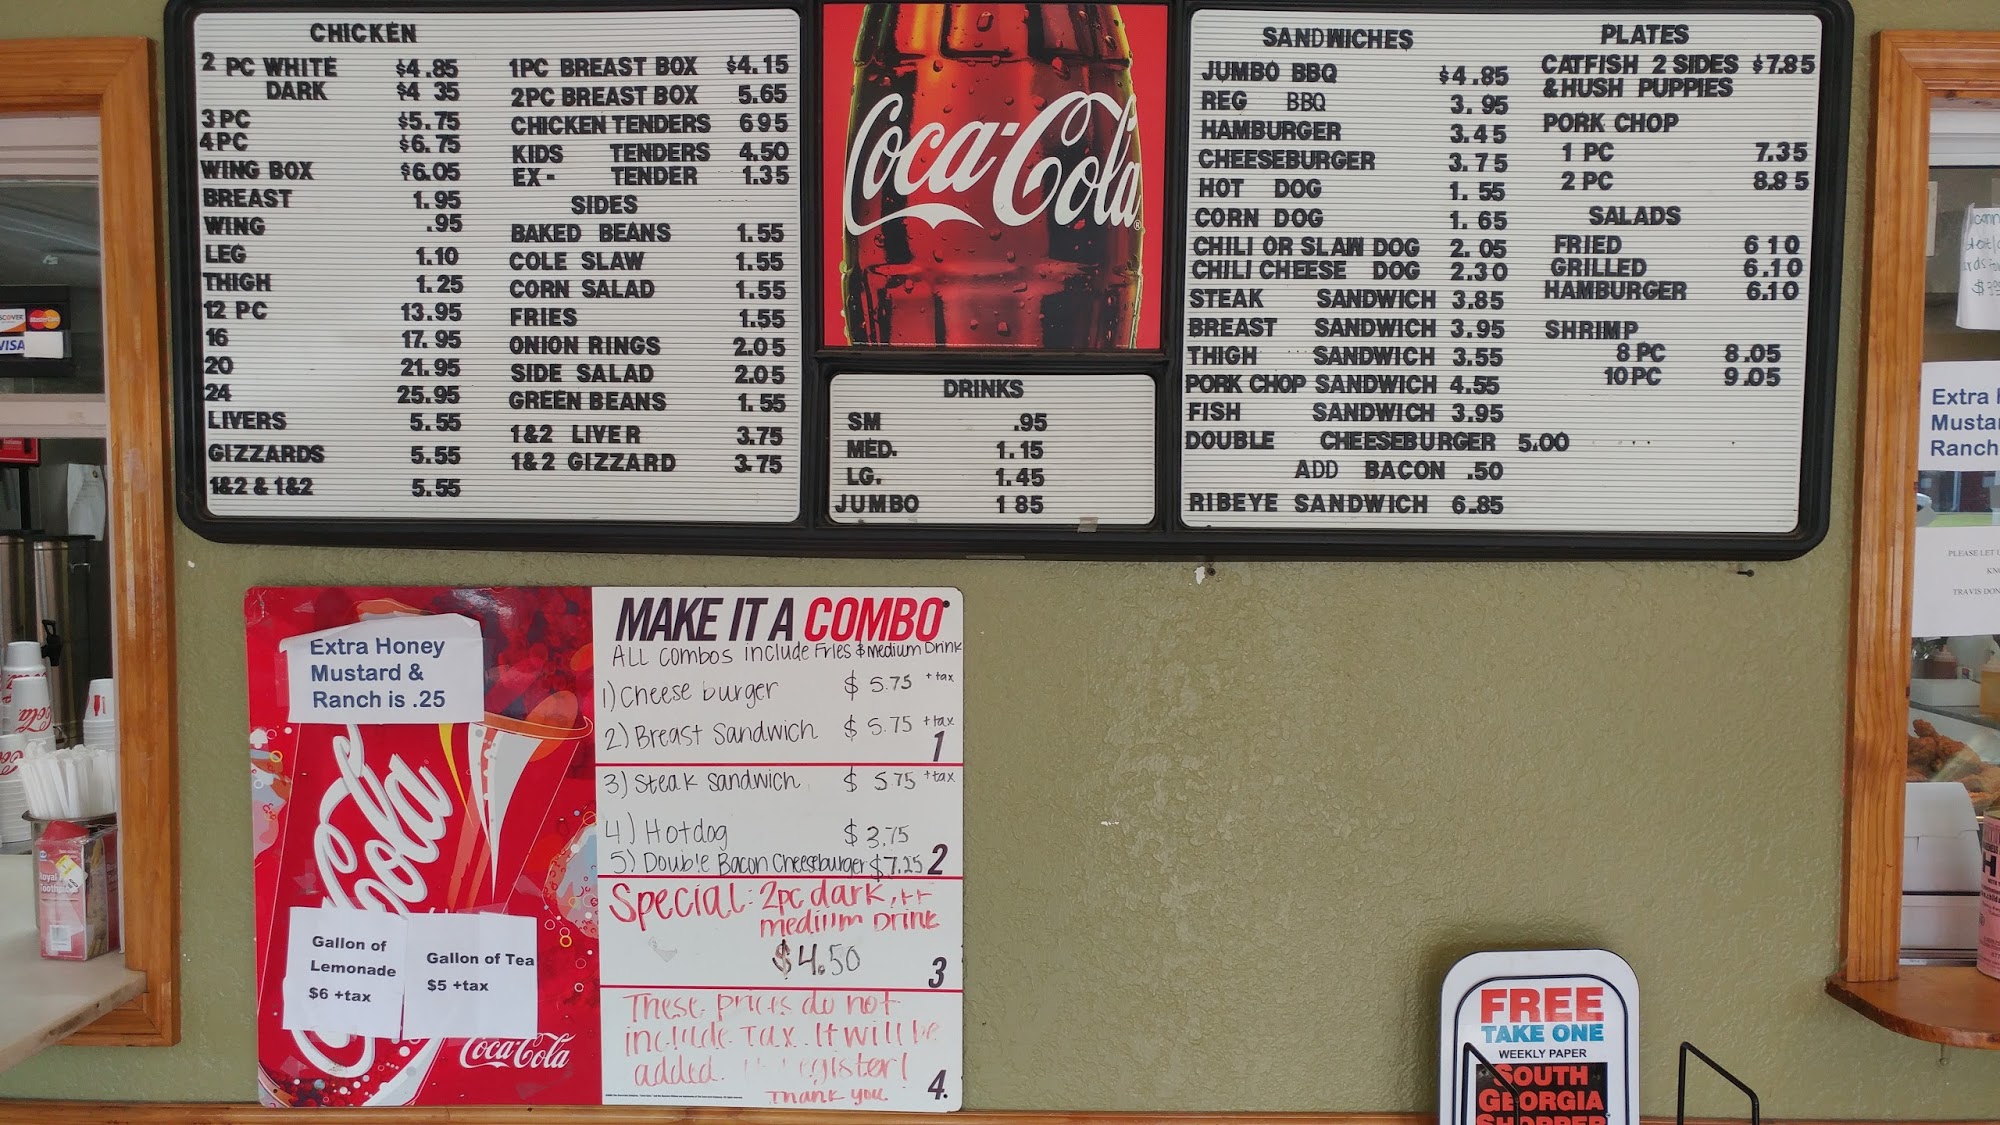 CHICKEN
2 PC WHITE $4.85
DARK $4 35
3 PC $5.75
4 PC $6.75
WING BOX $6.05
BREAST 1.95
WING .95
LEG 1.10
THIGH 1.25
12 PC 13.95
16 17.95
20 21.95
24 25.95
LIVERS 5.55
GIZZARDS 5.55
1&2 & 1&2 5.55
1PC BREAST BOX $4.15
2PC BREAST BOX 5.65
CHICKEN TENDERS 6 95
KIDS TENDERS 4.50
EX- TENDER 1.35
SIDES
BAKED BEANS 1.55
COLE SLAW 1.55
CORN SALAD 1.55
FRIES 1.55
ONION RINGS 2.05
SIDE SALAD 2.05
GREEN BEANS 1.55
1&2 LIVER 3.75
1&2 GIZZARD 3.75
Coca-Cola
DRINKS
SM .95
MED. 1.15
LG. 1.45
JUMBO 1 85
SANDWICHES
JUMBO BBQ $4.85
REG BBQ 3.95
HAMBURGER 3.45
CHEESEBURGER 3.75
HOT DOG 1.55
CORN DOG 1.65
CHILI OR SLAW DOG 2.05
CHILI CHEESE DOG 2.30
STEAK SANDWICH 3.85
BREAST SANDWICH 3.95
THIGH SANDWICH 3.55
PORK CHOP SANDWICH 4.55
FISH SANDWICH 3.95
DOUBLE CHEESEBURGER 5.00
ADD BACON .50
RIBEYE SANDWICH 6.85
PLATES
CATFISH 2 SIDES $7.85
& HUSH PUPPIES
PORK CHOP
1 PC 7.35
2 PC 8.85
SALADS
FRIED 6 10
GRILLED 6.10
HAMBURGER 6.10
SHRIMP
8 PC 8.05
10 PC 9.05
Extra Honey
Mustard &
Ranch is .25
Gallon of
Lemonade
$6 +tax
Gallon of Tea
$5 +tax
Coca-Cola
MAKE IT A COMBO
ALL combos include Fries & medium Drink
1) Cheese burger $ 5.75 +tax
2) Breast Sandwich $ 5.75 +tax
1
3) Steak Sandwich $ 5.75 +tax
4) Hotdog $ 3.75
5) Double Bacon Cheeseburger $7.25
2
Special: 2pc dark, FF
medium Drink
$4.50
3
These prices do not
include tax. It will be
added register!
Thank you
4.
Extra
Ranch
PLEASE LET
FREE
TAKE ONE
WEEKLY PAPER
SOUTH
GEORGIA
SHOPPER
VISA
MasterCard